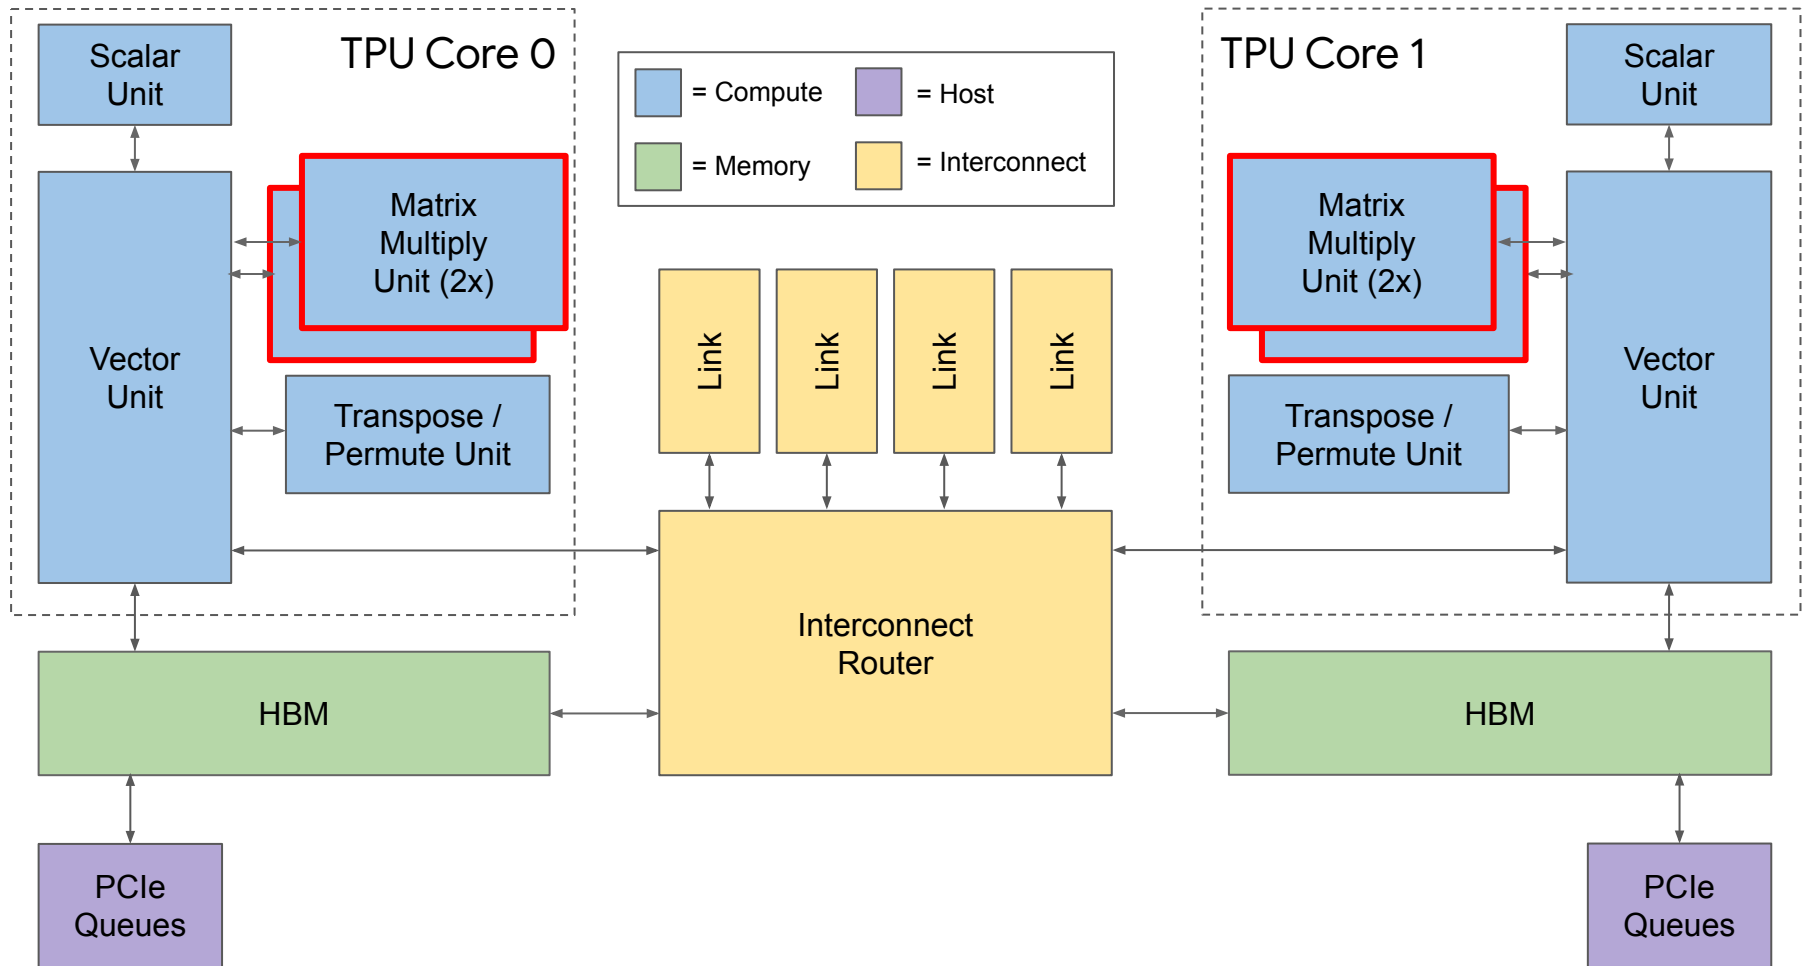 Scalar
Unit
TPU Core 0
= Compute
= Host
= Memory
= Interconnect
TPU Core 1
Scalar
Unit
Matrix
Multiply
Unit (2x)
Vector
Unit
Transpose /
Permute Unit
Link
Link
Link
Link
Matrix
Multiply
Unit (2x)
Vector
Unit
Transpose /
Permute Unit
Interconnect
Router
HBM
HBM
PCIe
Queues
PCIe
Queues